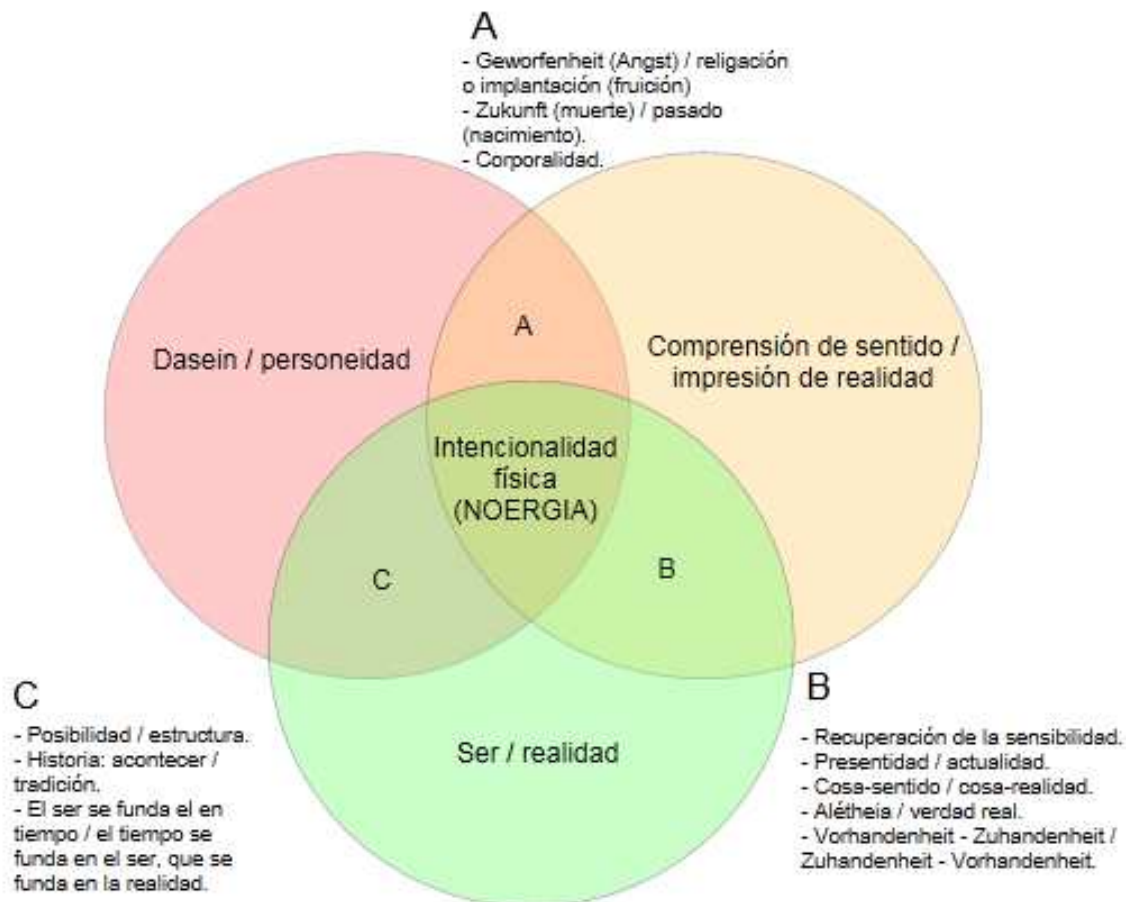 A
- Geworfenheit (Angst) / religación
o implantación (fruición)
- Zukunft (muerte) / pasado
(nacimiento).
- Corporalidad.
Dasein / personeidad
A
Comprensión de sentido /
impresión de realidad
Intencionalidad
física
(NOERGIA)
C
B
Ser / realidad
C
- Posibilidad / estructura.
- Historia: acontecer /
tradición.
- El ser se funda el en
tiempo / el tiempo se
funda en el ser, que se
funda en la realidad.
B
- Recuperación de la sensibilidad.
- Presentidad / actualidad.
- Cosa-sentido / cosa-realidad.
- Alétheia / verdad real.
- Vorhandenheit - Zuhandenheit /
Zuhandenheit - Vorhandenheit.